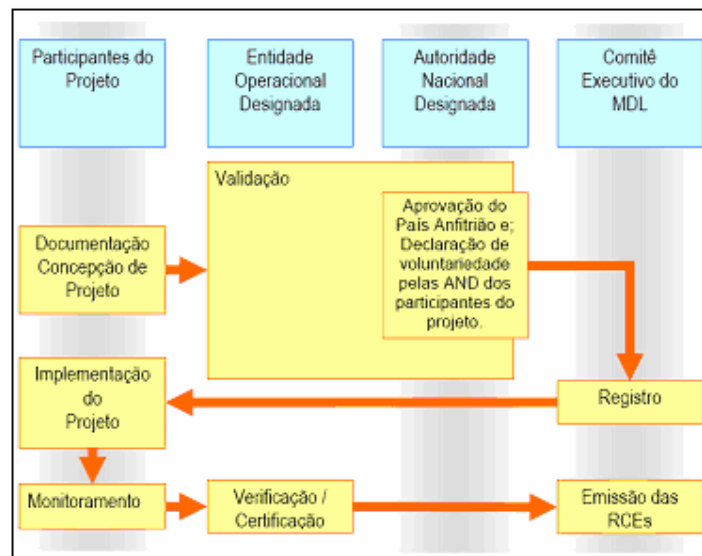 Participantes do
Projeto
Entidade
Operacional
Designada
Autoridade
Nacional
Designada
Comitê
Executivo do
MDL
Validação
Aprovação do
País Anfitrião e;
Declaração de
voluntariedade
pelas AND dos
participantes do
projeto.
Documentação
Concepção de
Projeto
Implementação
do
Projeto
Registro
Monitoramento
Verificação /
Certificação
Emissão das
RCEs